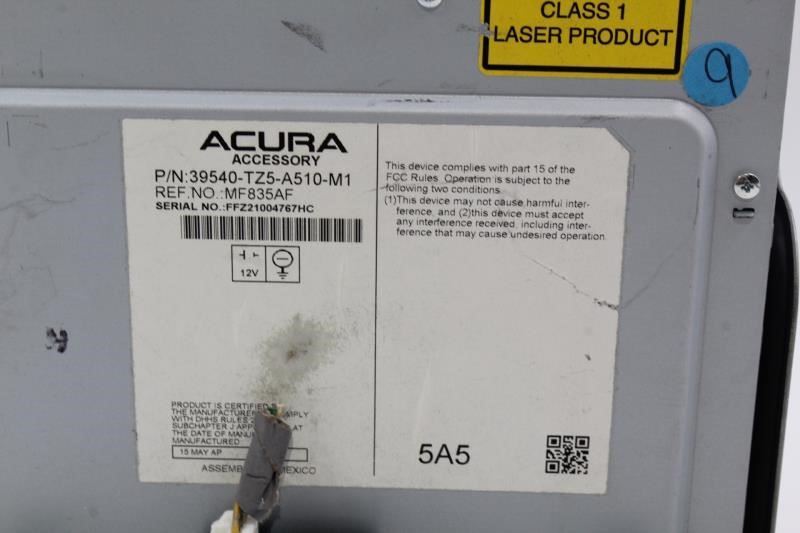 CLASS 1
LASER PRODUCT
9
ACURA
ACCESSORY
P/N:39540-TZ5-A510-M1
REF.NO.:MF835AF
SERIAL NO.:FFZ21004767HC
12V
PRODUCT IS CERTIFIED
THE MANUFACTURER
WITH DHHS RULES
SUBCHAPTER J AT
THE DATE OF
MANUFACTURED
15 MAY AP
MEXICO
This device complies with part 15 of the
FCC Rules. Operation is subject to the
following two conditions
(1)This device may not cause harmful inter-
ference, and (2)this device must accept
any interference received, including inter-
ference that may cause undesired operation.
5A5